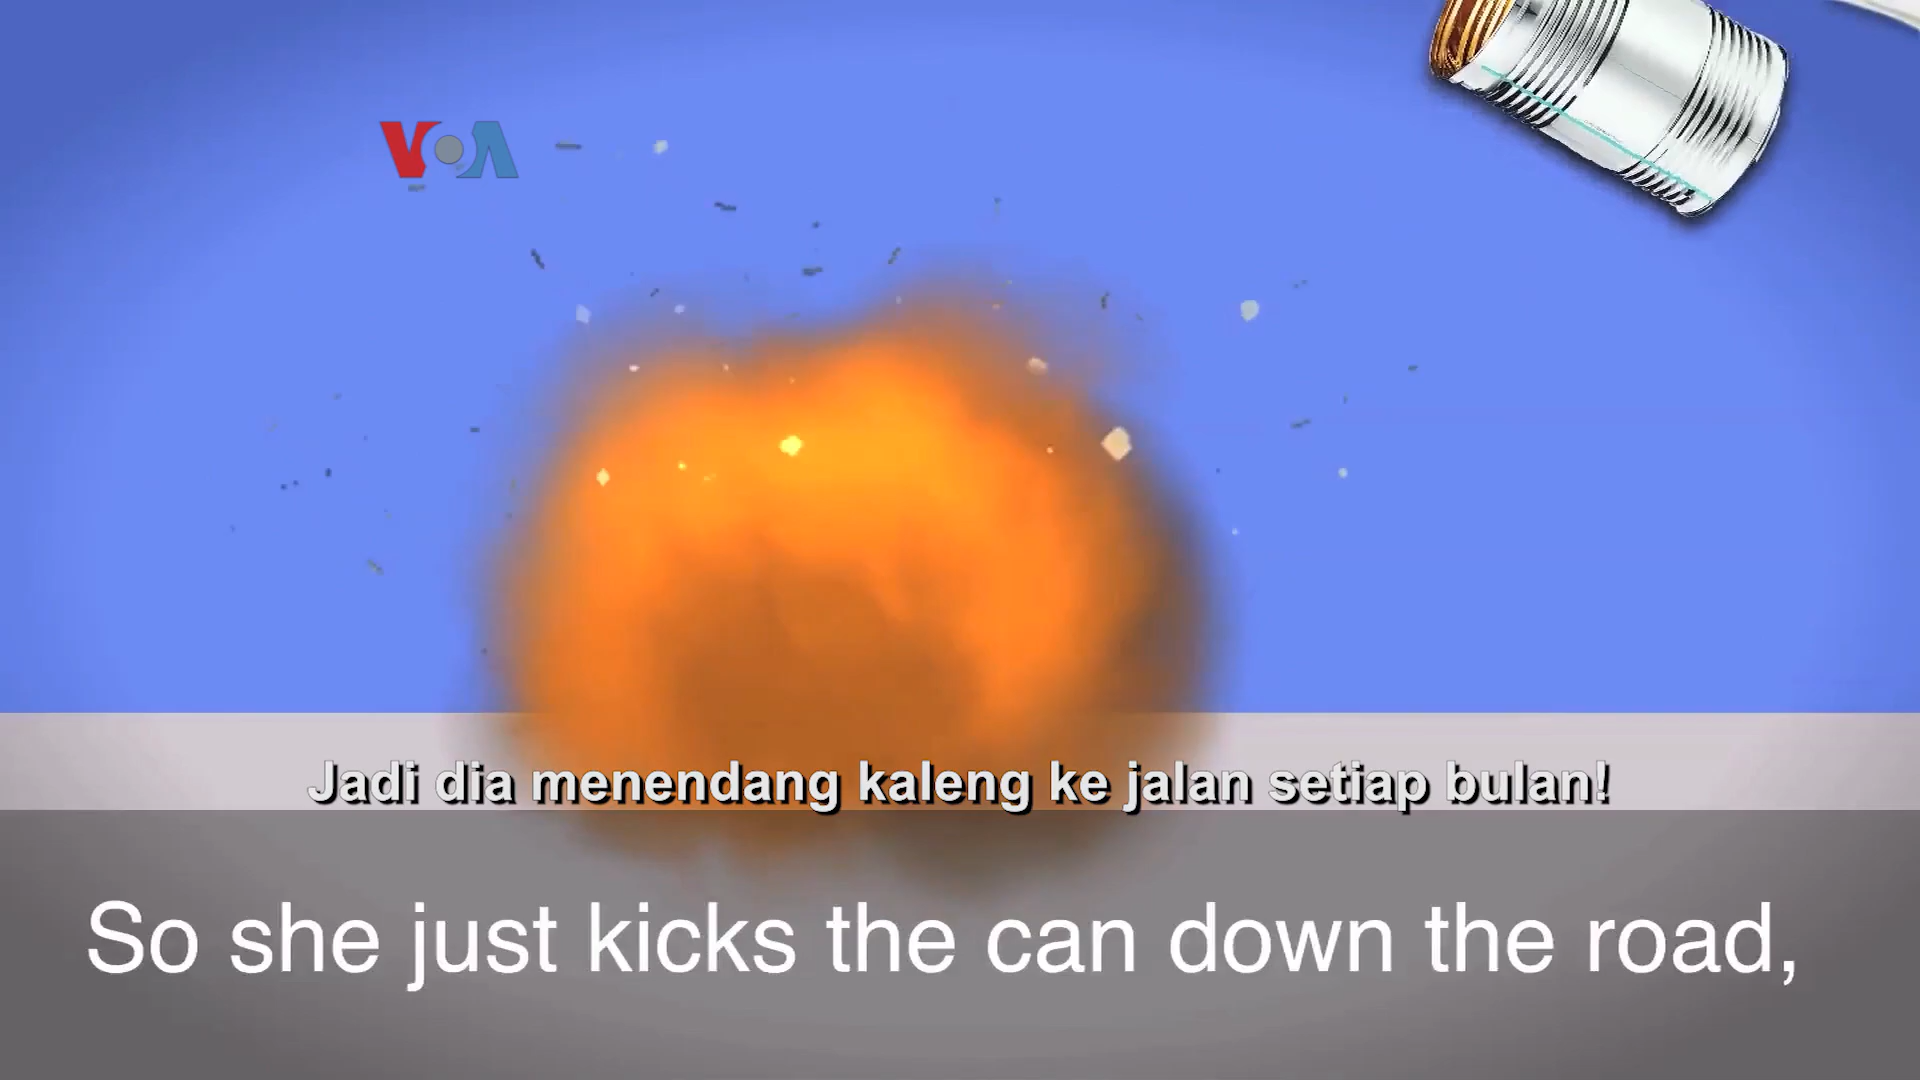 VOA
Jadi dia menendang kaleng ke jalan setiap bulan!
So she just kicks the can down the road,